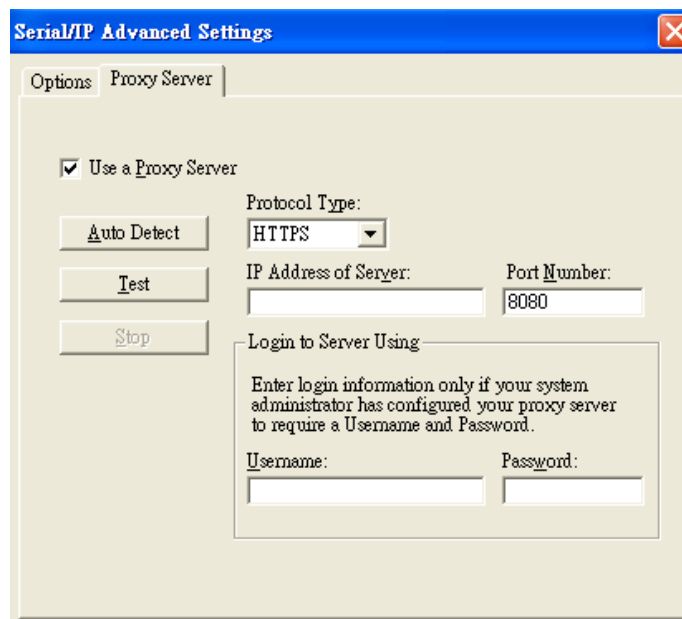 Serial/IP Advanced Settings
Options
Proxy Server
Use a Proxy Server
Protocol Type:
Auto Detect
HTTPS
IP Address of Server:
Port Number:
Test
8080
Stop
Login to Server Using
Enter login information only if your system
administrator has configured your proxy server
to require a Username and Password.
Username:
Password: